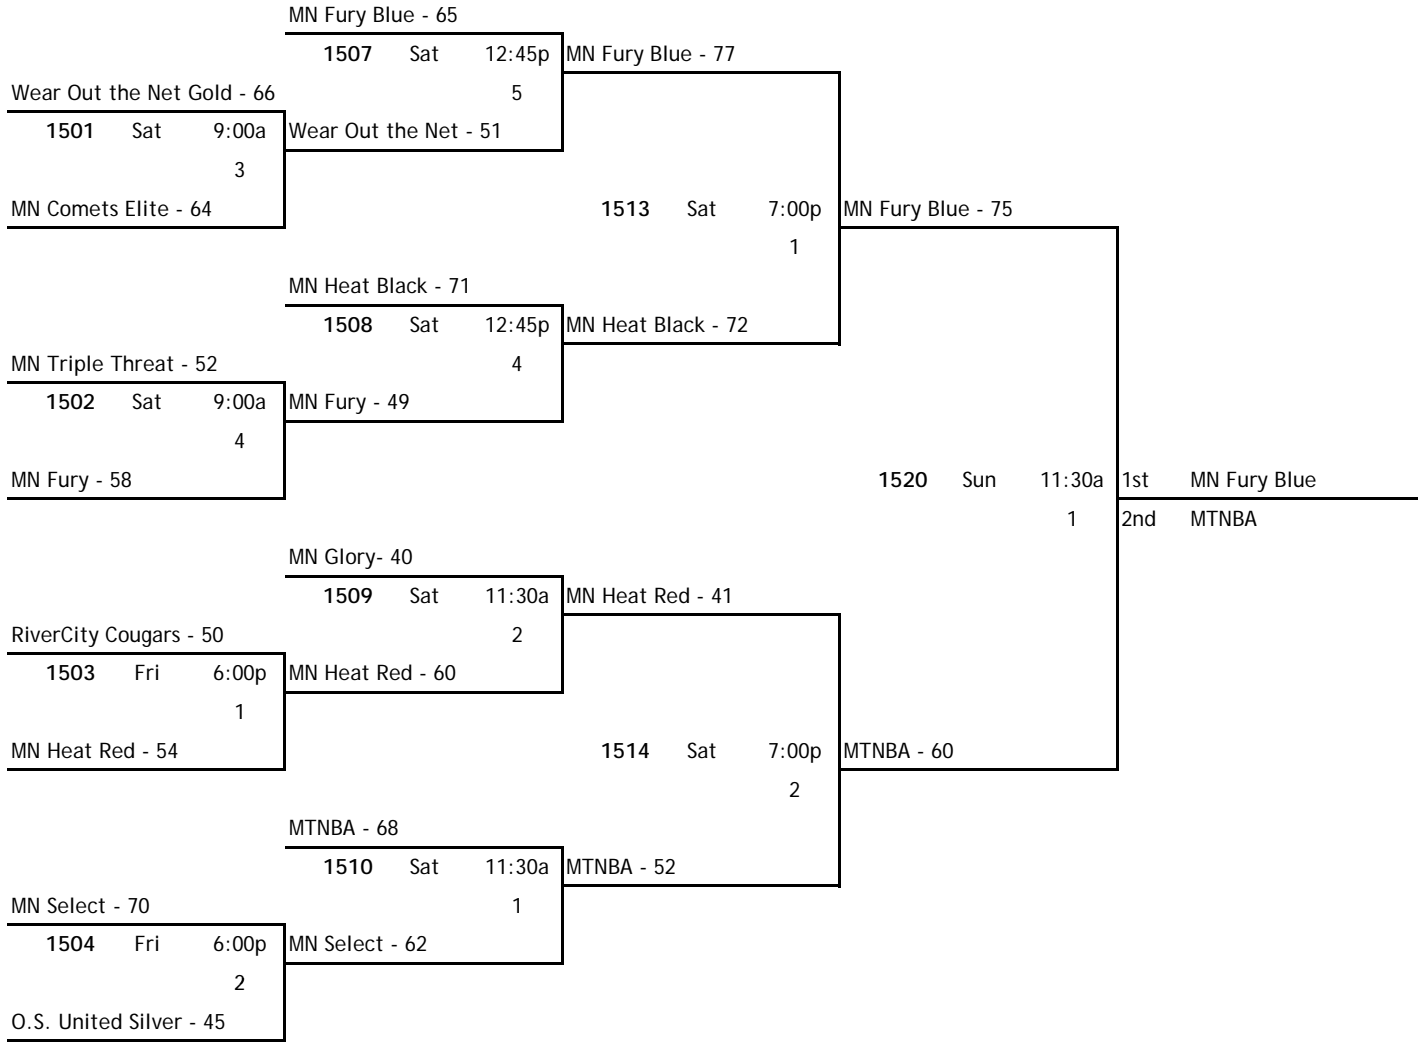 MN Fury Blue - 65
1507 Sat 12:45p MN Fury Blue - 77
Wear Out the Net Gold - 66 5
1501 Sat 9:00a Wear Out the Net - 51
3
MN Comets Elite - 64 1513 Sat 7:00p MN Fury Blue - 75
1
MN Heat Black - 71
1508 Sat 12:45p MN Heat Black - 72
MN Triple Threat - 52 4
1502 Sat 9:00a MN Fury - 49
4
MN Fury - 58 1520 Sun 11:30a 1st MN Fury Blue
1 2nd MTNBA
MN Glory- 40
1509 Sat 11:30a MN Heat Red - 41
RiverCity Cougars - 50 2
1503 Fri 6:00p MN Heat Red - 60
1
MN Heat Red - 54 1514 Sat 7:00p MTNBA - 60
2
MTNBA - 68
1510 Sat 11:30a MTNBA - 52
MN Select - 70 1
1504 Fri 6:00p MN Select - 62
2
O.S. United Silver - 45